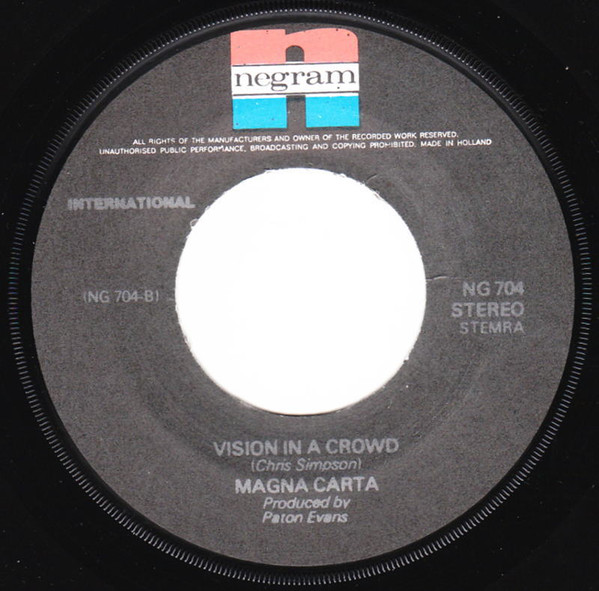 negram
ALL RIGHTS OF THE MANUFACTURERS AND OWNER OF THE RECORDED WORK RESERVED.
UNAUTHORISED PUBLIC PERFORMANCE, BROADCASTING AND COPYING PROHIBITED. MADE IN HOLLAND
INTERNATIONAL
(NG 704-B)
NG 704
STEREO
STEMRA
VISION IN A CROWD
(Chris Simpson)
MAGNA CARTA
Produced by
Paton Evans